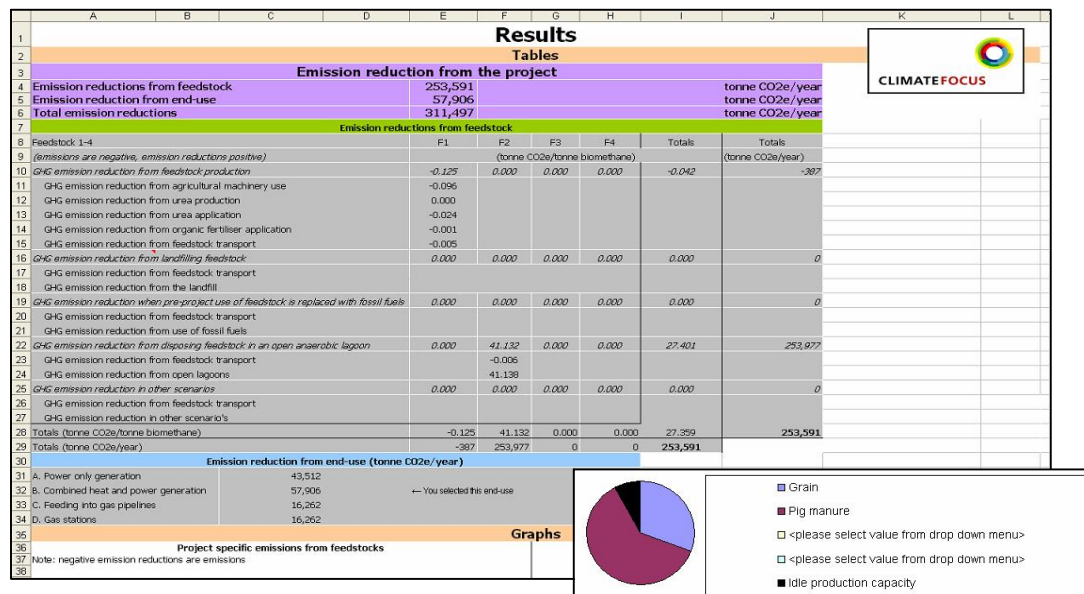 A B C D E F G H I J K L
1 Results
2 Tables
3 Emission reduction from the project
4 Emission reductions from feedstock 253,591 tonne CO2e/year
5 Emission reduction from end-use 57,906 tonne CO2e/year
6 Total emission reductions 311,497 tonne CO2e/year
CLIMATE FOCUS
7 Emission reductions from feedstock
8 Feedstock 1-4 F1 F2 F3 F4 Totals Totals
9 (emissions are negative, emission reductions positive) (tonne CO2e/tonne biomethane) (tonne CO2e/year)
10 GHG emission reduction from feedstock production -0.125 0.000 0.000 0.000 -0.042 -387
11 GHG emission reduction from agricultural machinery use -0.096
12 GHG emission reduction from urea production 0.000
13 GHG emission reduction from urea application -0.024
14 GHG emission reduction from organic fertiliser application -0.001
15 GHG emission reduction from feedstock transport -0.005
16 GHG emission reduction from landfilling feedstock 0.000 0.000 0.000 0.000 0.000 0
17 GHG emission reduction from feedstock transport
18 GHG emission reduction from the landfill
19 GHG emission reduction when pre-project use of feedstock is replaced with fossil fuels 0.000 0.000 0.000 0.000 0.000 0
20 GHG emission reduction from feedstock transport
21 GHG emission reduction from use of fossil fuels
22 GHG emission reduction from disposing feedstock in an open anaerobic lagoon 0.000 41.132 0.000 0.000 27.401 253,977
23 GHG emission reduction from feedstock transport -0.006
24 GHG emission reduction from open lagoons 41.138
25 GHG emission reduction in other scenarios 0.000 0.000 0.000 0.000 0.000 0
26 GHG emission reduction from feedstock transport
27 GHG emission reduction in other scenario's
28 Totals (tonne CO2e/tonne biomethane) -0.125 41.132 0.000 0.000 27.359 253,591
29 Totals (tonne CO2e/year) -387 253,977 0 0 253,591
30 Emission reduction from end-use (tonne CO2e/year)
31 A. Power only generation 43,512
32 B. Combined heat and power generation 57,906 ← You selected this end-use
33 C. Feeding into gas pipelines 16,262
34 D. Gas stations 16,262
35 Graphs
36 Project specific emissions from feedstocks
37 Note: negative emission reductions are emissions
38
Grain
Pig manure
<please select value from drop down menu>
<please select value from drop down menu>
Idle production capacity